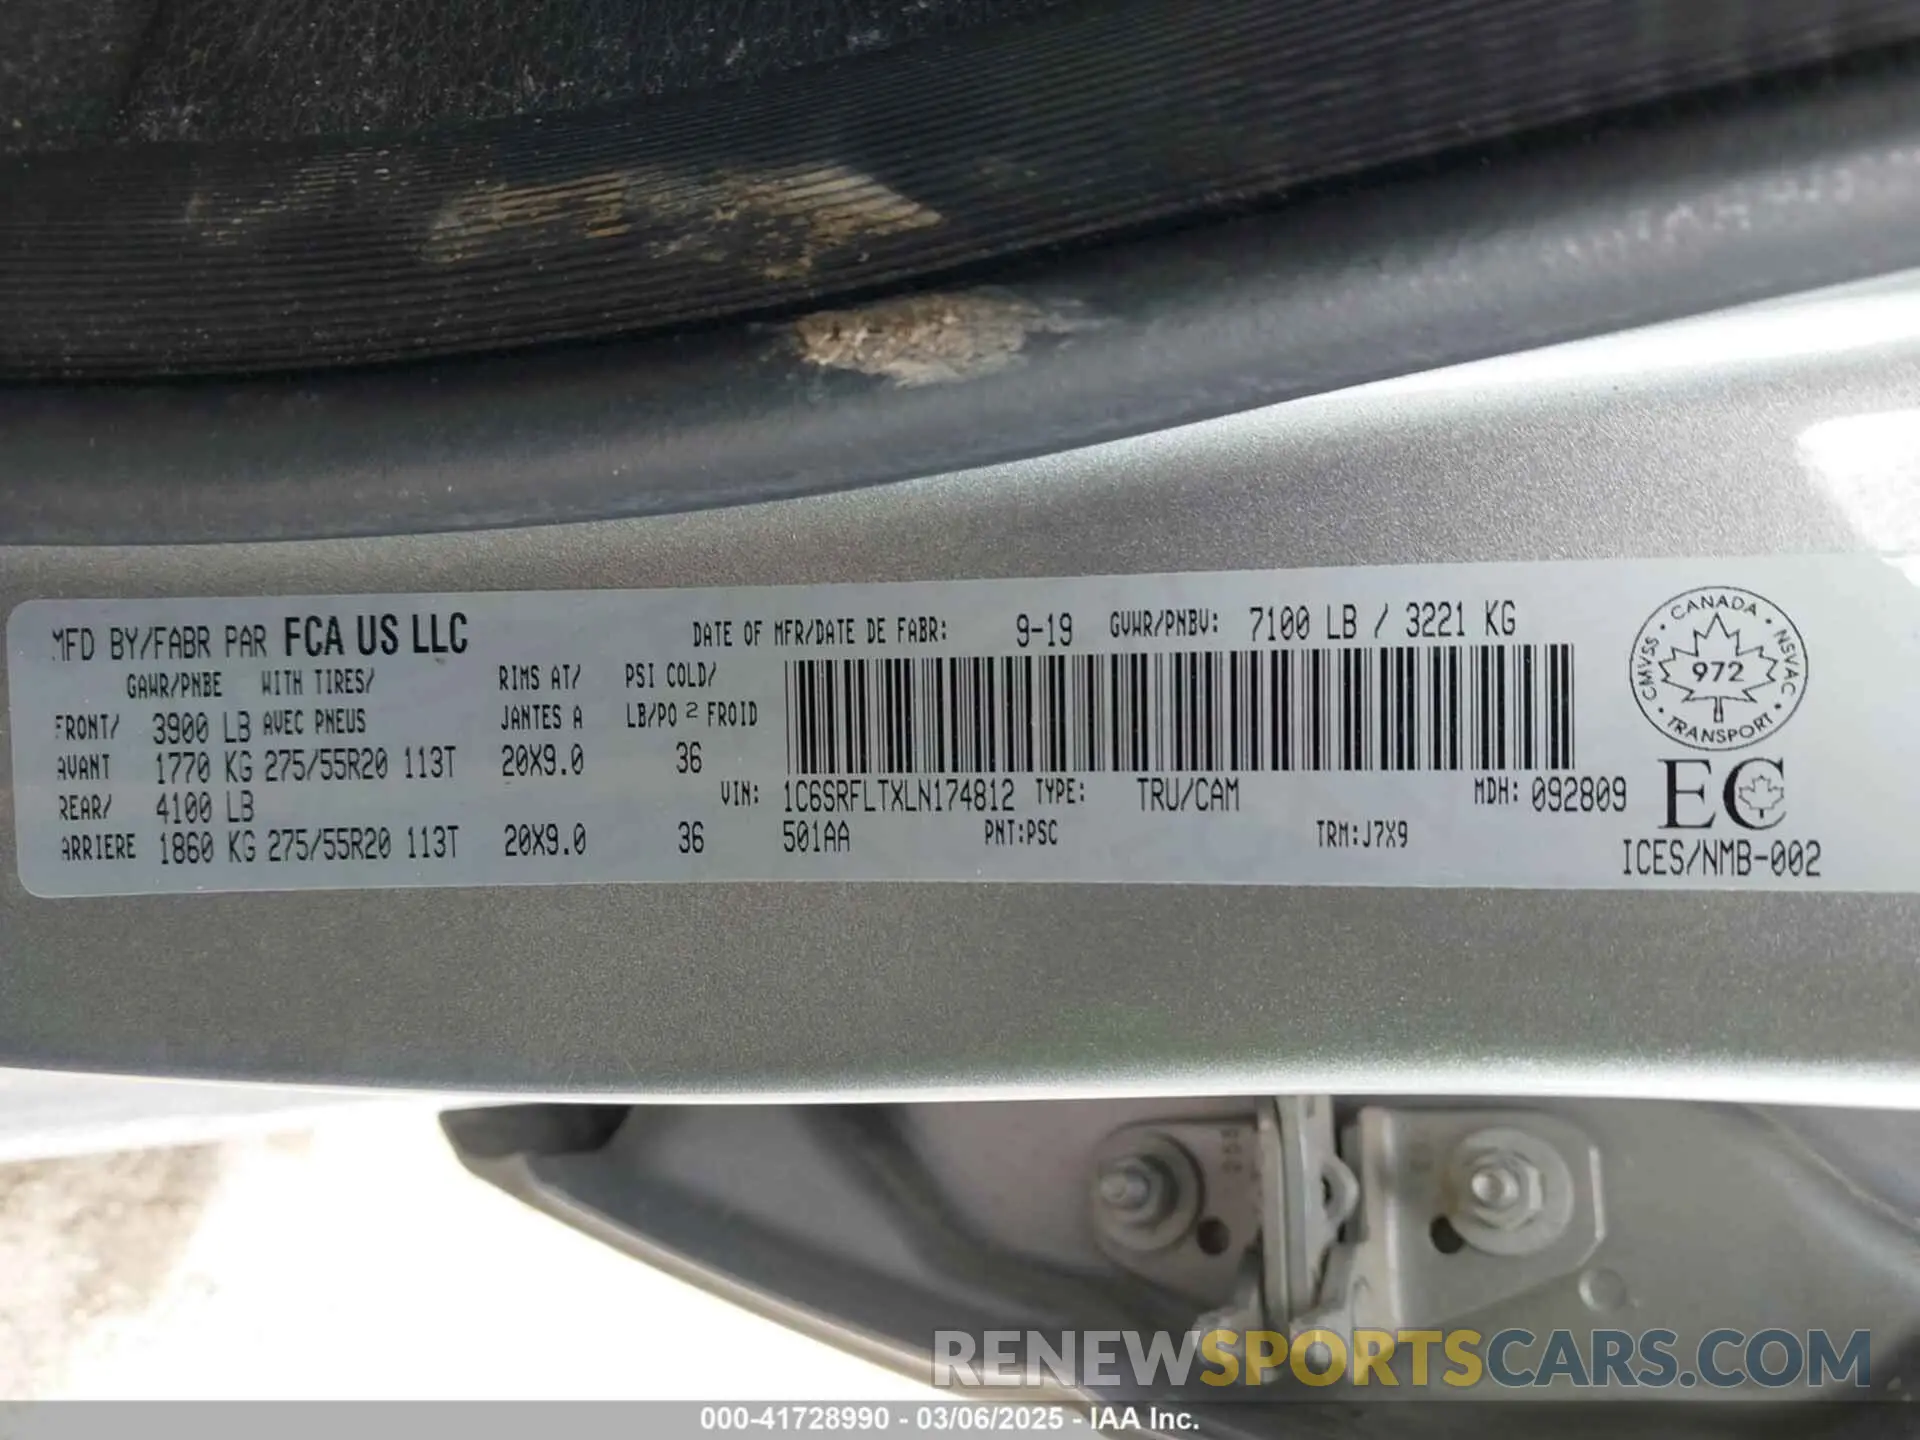 MFD BY/FABR PAR FCA US LLC DATE OF MFR/DATE DE FABR: 9-19 GVWR/PNBV: 7100 LB / 3221 KG
GAWR/PNBE WITH TIRES/ RIMS AT/ PSI COLD/
FRONT/ 3900 LB AVEC PNEUS JANTES A LB/PO 2 FROID
AVANT 1770 KG 275/55R20 113T 20X9.0 36
REAR/ 4100 LB VIN: 1C6SRFLTXLN174812 TYPE: TRU/CAM MDH: 092809
ARRIERE 1860 KG 275/55R20 113T 20X9.0 36 501AA PNT:PSC TRM:J7X9
CANADA
CMVSS 972 NSVAC
TRANSPORT
EC
ICES/NMB-002
RENEWSPORTSCARS.COM
000-41728990 - 03/06/2025 - IAA Inc.